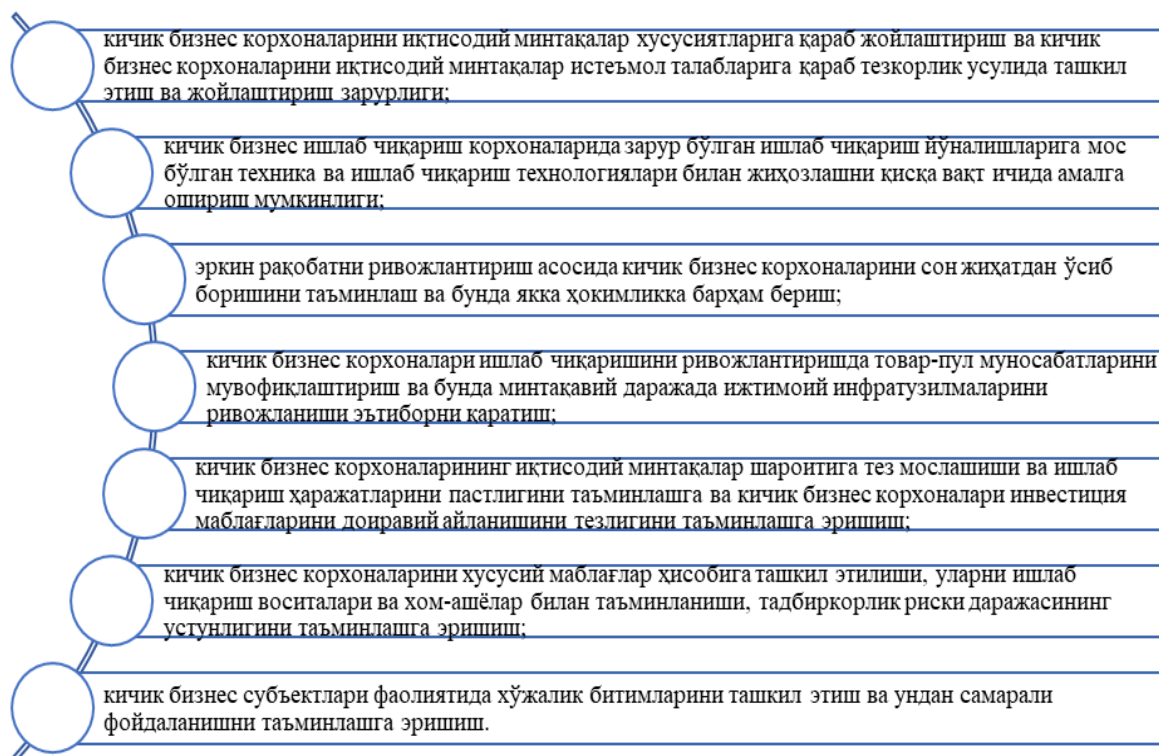 кичик бизнес корхоналарини иқтисодий минтақалар хусусиятларига қараб жойлаштириш ва кичик
бизнес корхоналарини иқтисодий минтақалар истеъмол талабларига қараб тезкорлик усулида ташкил
этиш ва жойлаштириш зарурлиги;
кичик бизнес ишлаб чиқариш корхоналарида зарур бўлган ишлаб чиқариш йўналишларига мос
бўлган техника ва ишлаб чиқариш технологиялари билан жиҳозлашни қисқа вақт ичида амалга
ошириш мумкинлиги;
эркин рақобатни ривожлантириш асосида кичик бизнес корхоналарини сон жиҳатдан ўсиб
боришини таъминлаш ва бунда якка ҳокимликка барҳам бериш;
кичик бизнес корхоналари ишлаб чиқаришини ривожлантиришда товар-пул муносабатларини
мувофиқлаштириш ва бунда минтақавий даражада ижтимоий инфратузилмаларини
ривожланиши эътиборни қаратиш;
кичик бизнес корхоналарининг иқтисодий минтақалар шароитига тез мослашиши ва ишлаб
чиқариш ҳаражатларини пастлигини таъминлашга ва кичик бизнес корхоналари инвестиция
маблағларини доиравий айланишини тезлигини таъминлашга эришиш;
кичик бизнес корхоналарини хусусий маблағлар ҳисобига ташкил этилиши, уларни ишлаб
чиқариш воситалари ва хом-ашёлар билан таъминланиши, тадбиркорлик риски даражасининг
устунлигини таъминлашга эришиш;
кичик бизнес субъектлари фаолиятида хўжалик битимларини ташкил этиш ва ундан самарали
фойдаланишни таъминлашга эришиш.